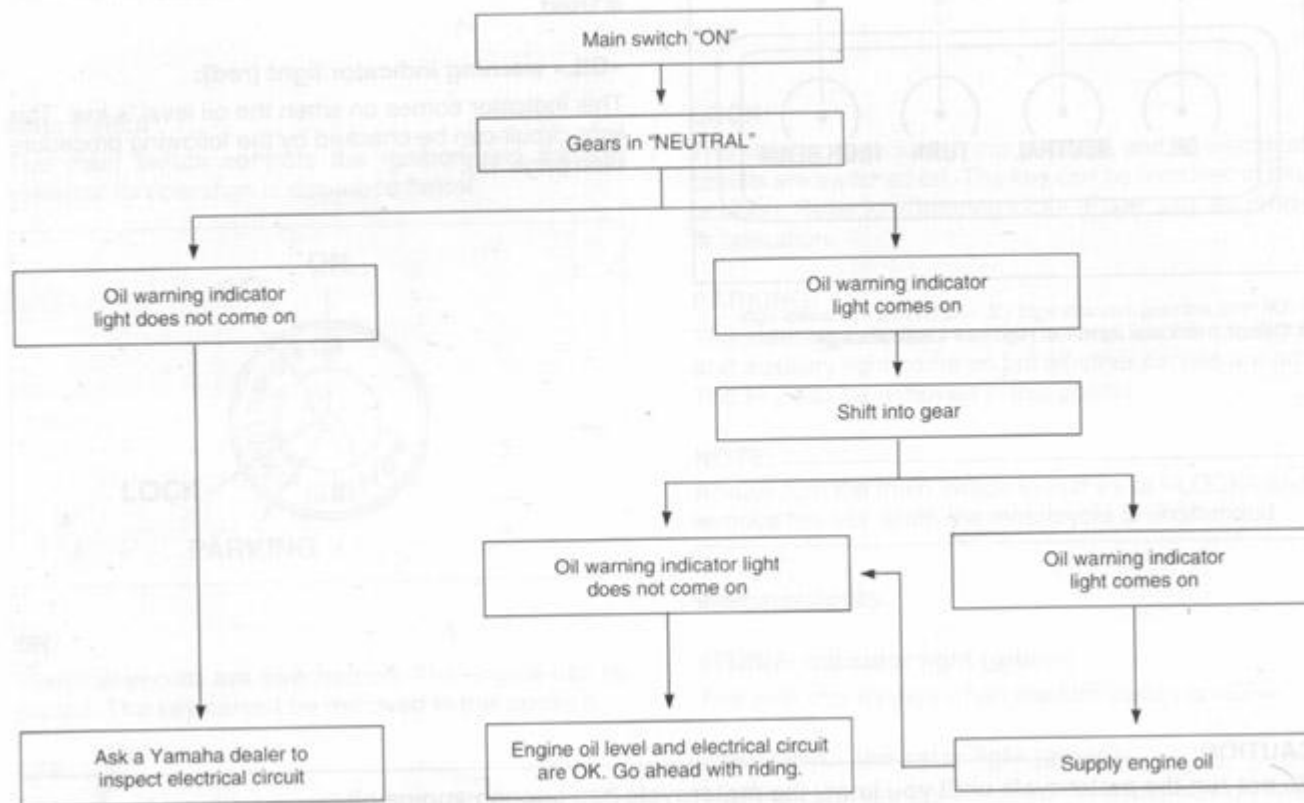 Main switch “ON”
Gears in “NEUTRAL”
Oil warning indicator
light does not come on
Oil warning indicator
light comes on
Shift into gear
Oil warning indicator light
does not come on
Oil warning indicator
light comes on
Ask a Yamaha dealer to
inspect electrical circuit
Engine oil level and electrical circuit
are OK. Go ahead with riding.
Supply engine oil